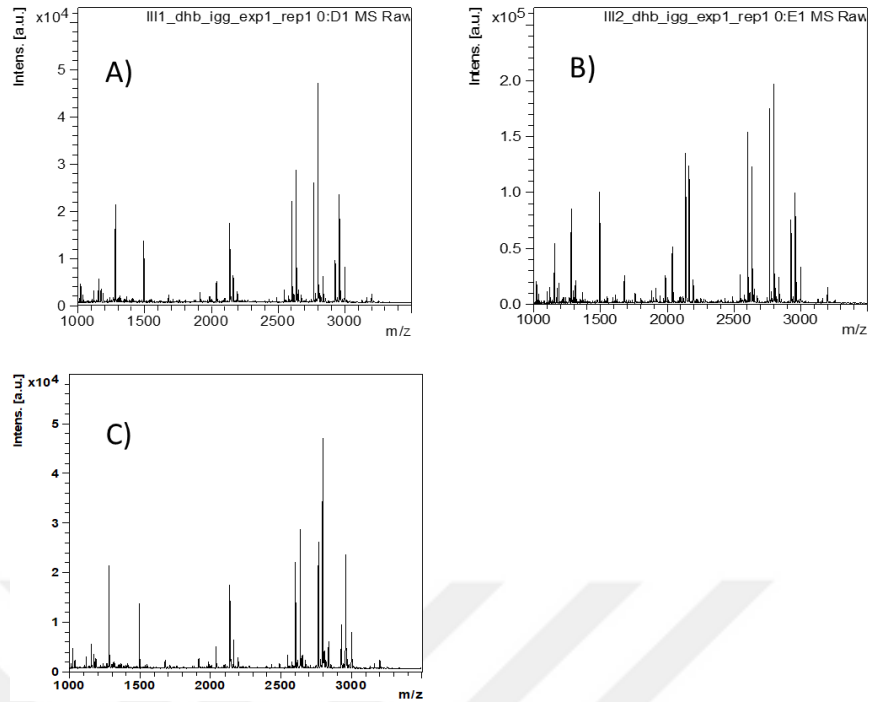 III1_dhb_igg_exp1_rep1 0:D1 MS Raw
x10⁴
Intens. [a.u.]
A)
5
4
3
2
1
0
1000 1500 2000 2500 3000
m/z
III2_dhb_igg_exp1_rep1 0:E1 MS Raw
x10⁵
Intens. [a.u.]
B)
2.0
1.5
1.0
0.5
0.0
1000 1500 2000 2500 3000
m/z
x10⁴
Intens. [a.u.]
C)
5
4
3
2
1
0
1000 1500 2000 2500 3000
m/z